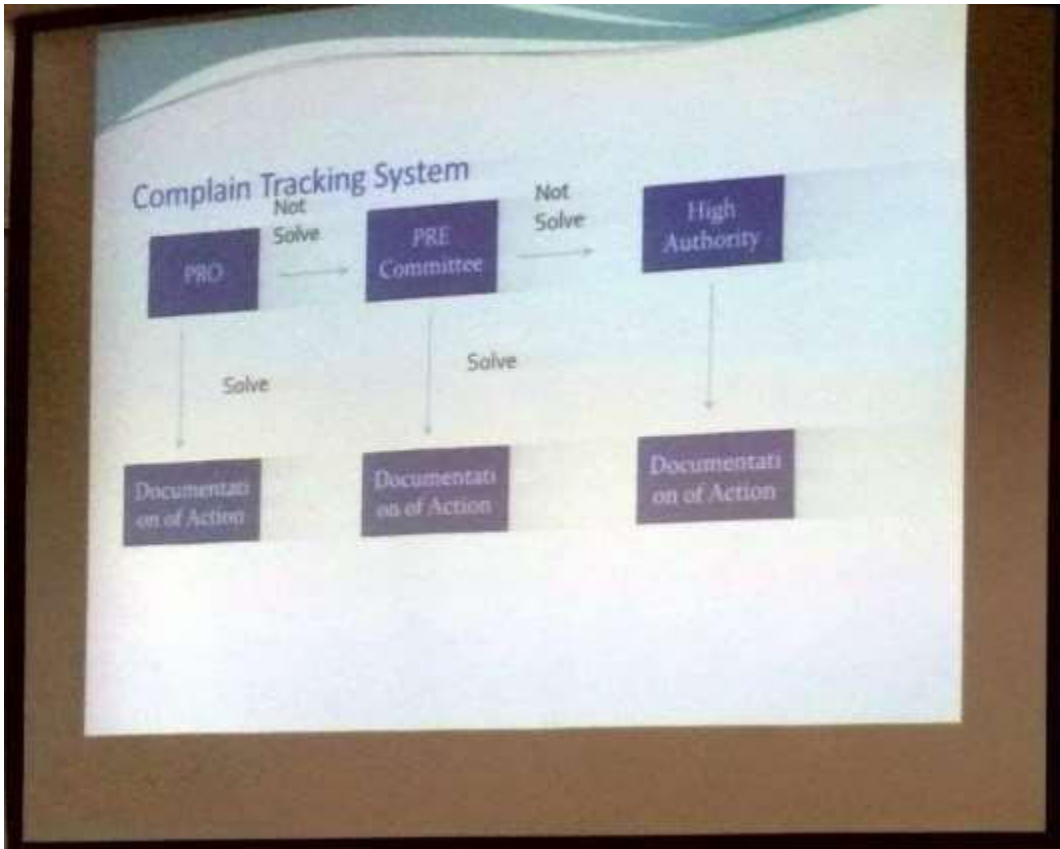 Complain Tracking System
Not
Solve
Not
Solve
PRO
PRE
Committee
High
Authority
Solve
Solve
Documentati
on of Action
Documentati
on of Action
Documentati
on of Action